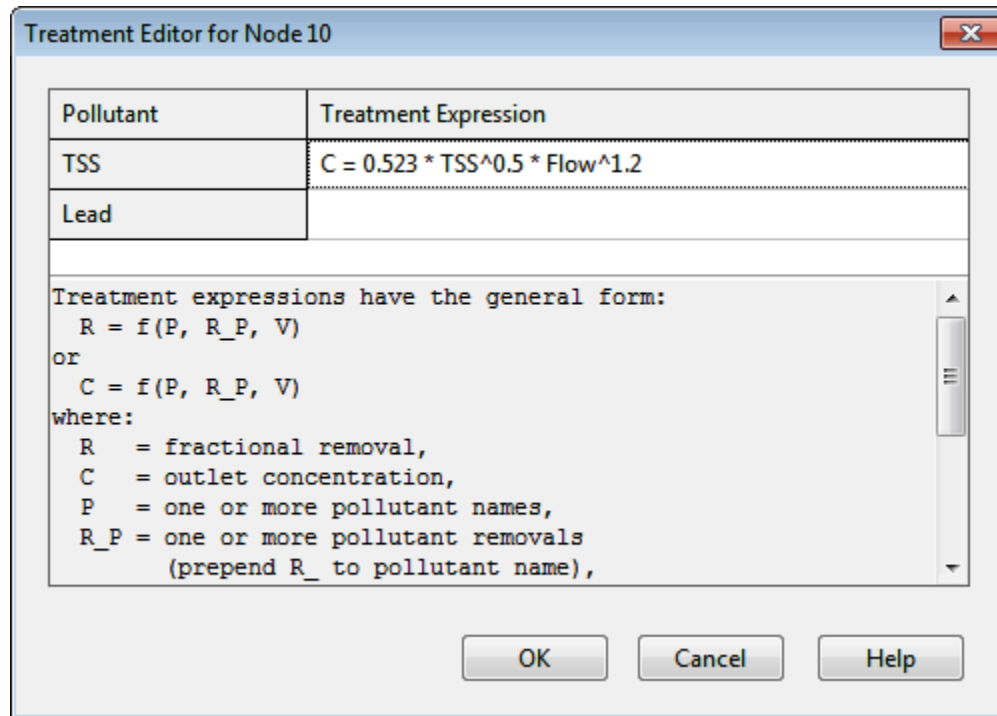 Treatment Editor for Node 10
Pollutant Treatment Expression
TSS C = 0.523 * TSS^0.5 * Flow^1.2
Lead
Treatment expressions have the general form:
R = f(P, R_P, V)
or
C = f(P, R_P, V)
where:
R = fractional removal,
C = outlet concentration,
P = one or more pollutant names,
R_P = one or more pollutant removals
(prepend R_ to pollutant name),
OK Cancel Help